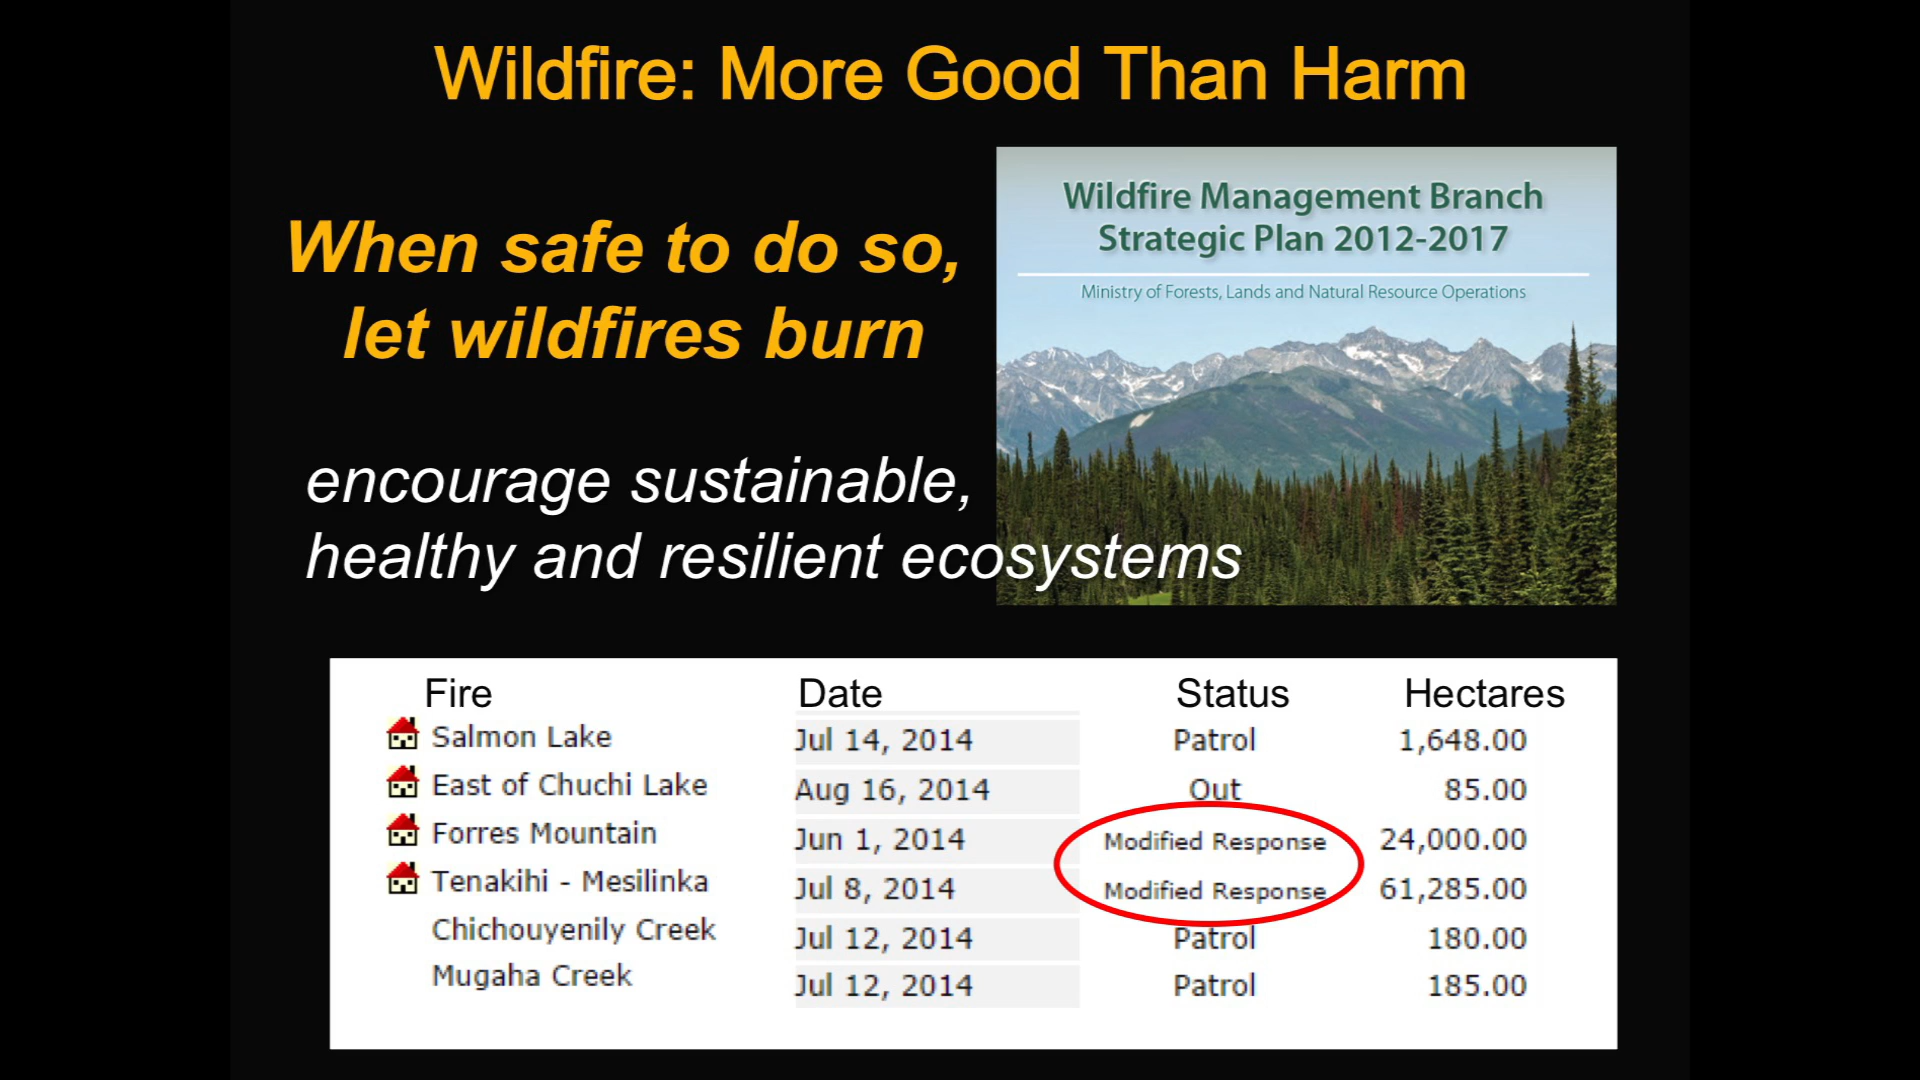 Wildfire: More Good Than Harm
When safe to do so,
let wildfires burn
encourage sustainable,
healthy and resilient ecosystems
Wildfire Management Branch
Strategic Plan 2012-2017
Ministry of Forests, Lands and Natural Resource Operations
Fire Date Status Hectares
Salmon Lake Jul 14, 2014 Patrol 1,648.00
East of Chuchi Lake Aug 16, 2014 Out 85.00
Forres Mountain Jun 1, 2014 Modified Response 24,000.00
Tenakihi - Mesilinka Jul 8, 2014 Modified Response 61,285.00
Chichouyenily Creek Jul 12, 2014 Patrol 180.00
Mugaha Creek Jul 12, 2014 Patrol 185.00